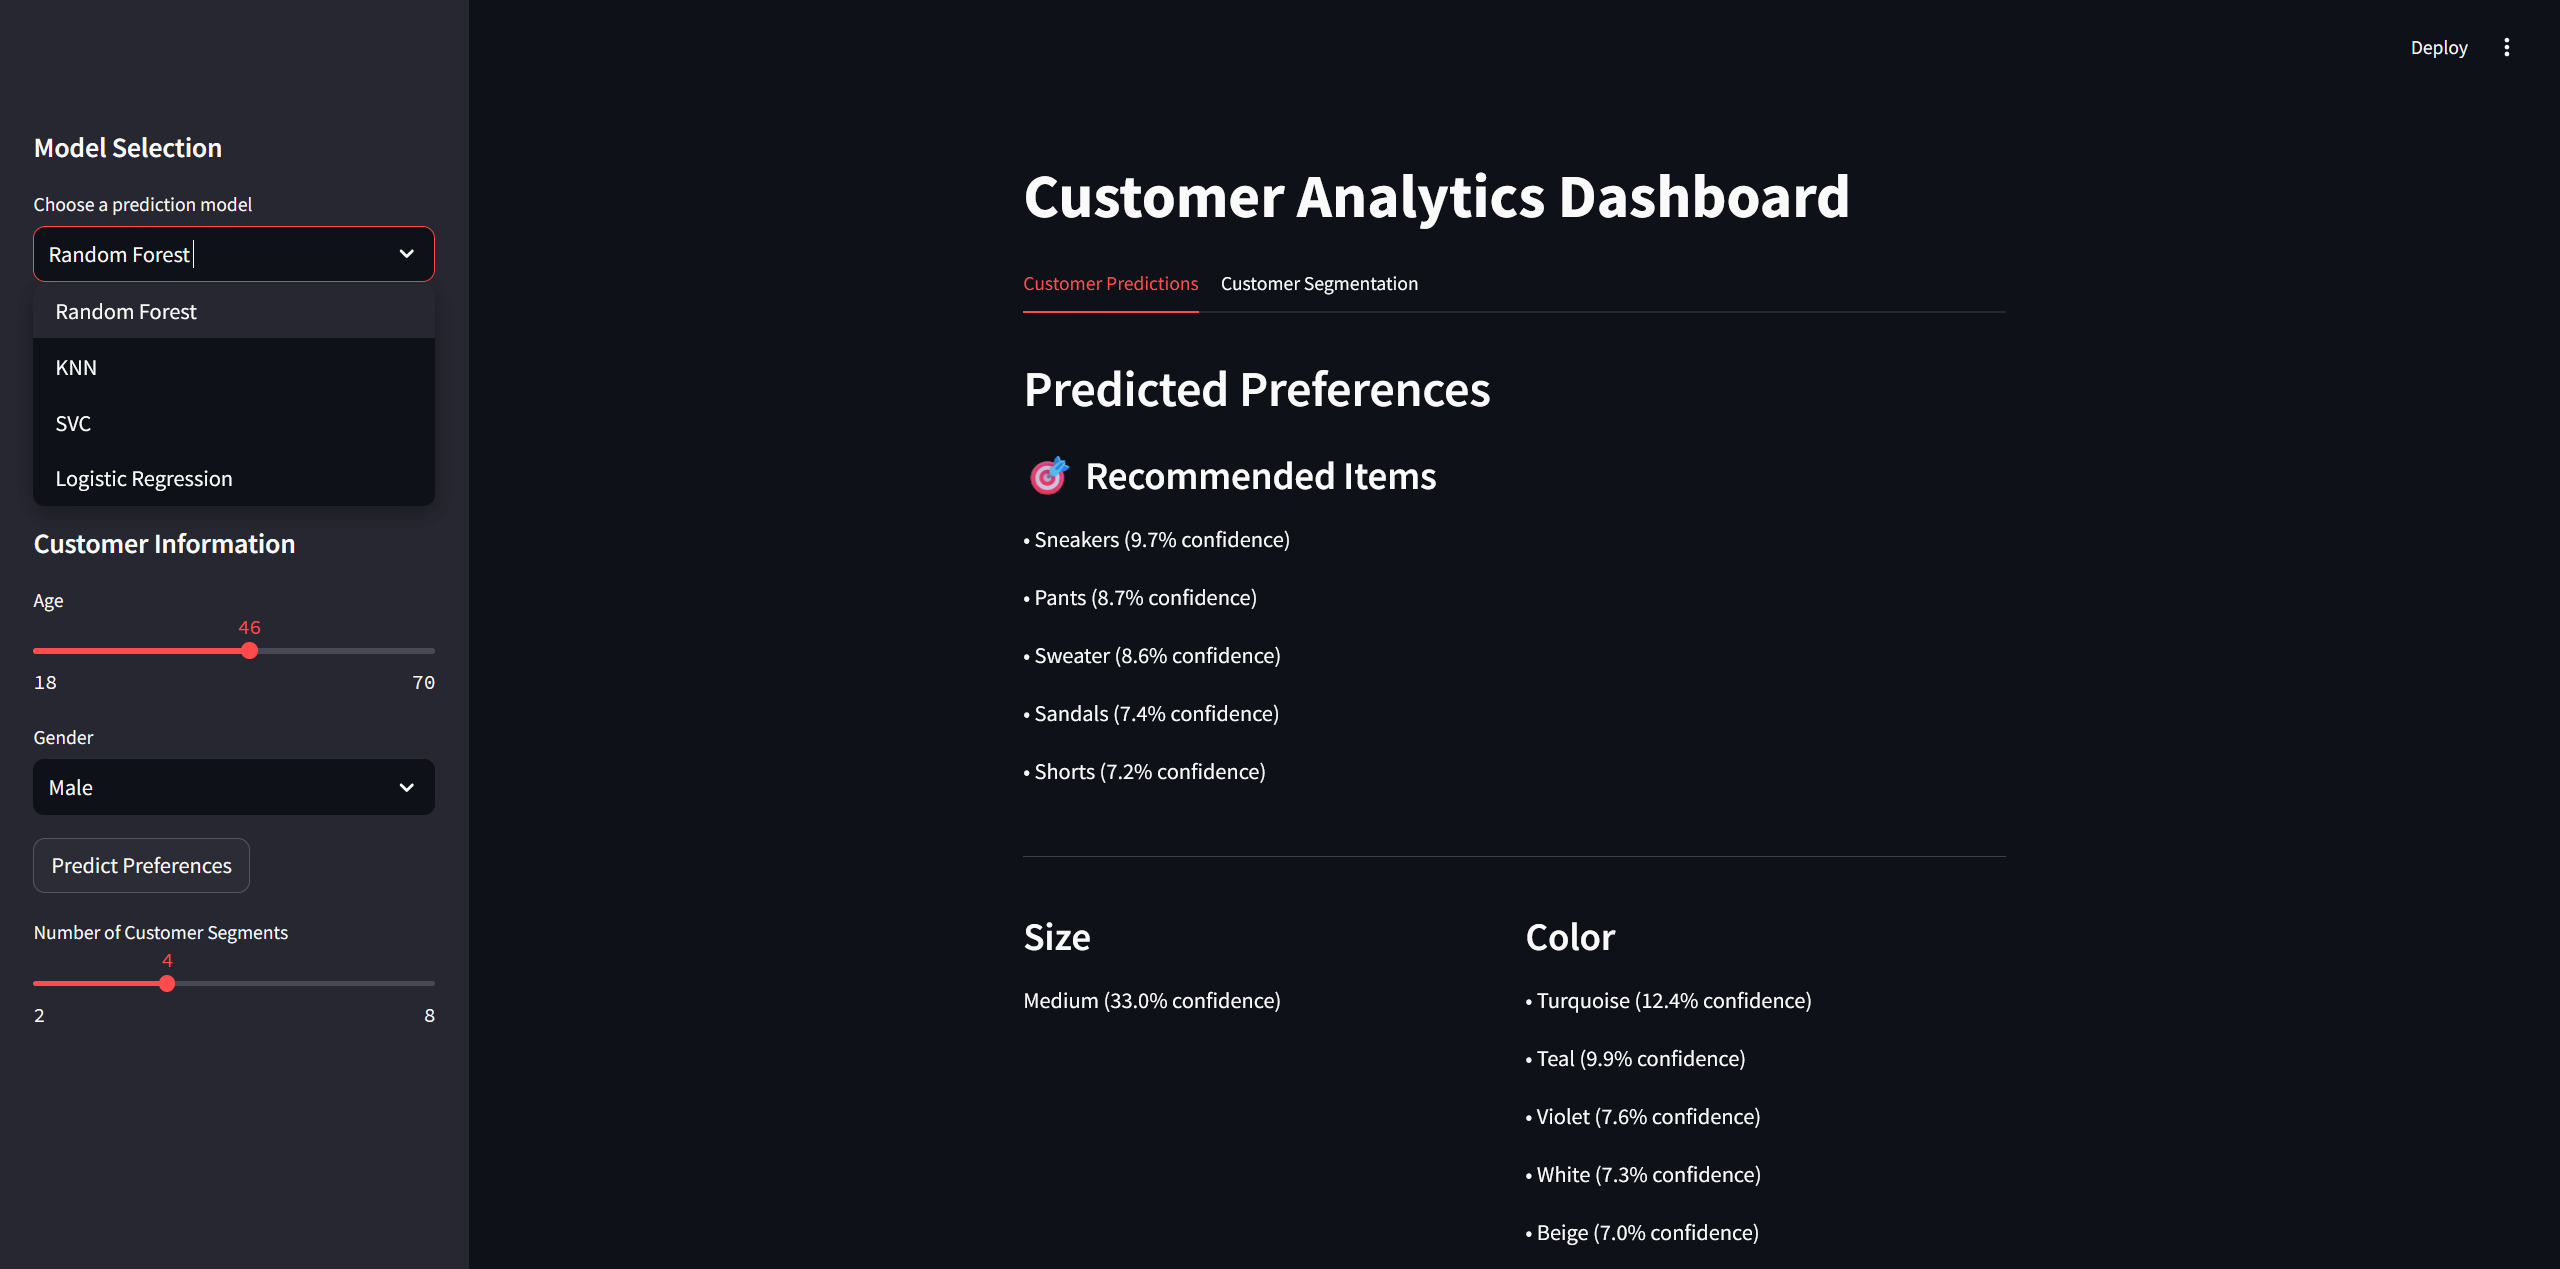 Deploy
Model Selection
Choose a prediction model
Random Forest
Random Forest
KNN
SVC
Logistic Regression
Customer Information
Age
46
18 70
Gender
Male
Predict Preferences
Number of Customer Segments
4
2 8
Customer Analytics Dashboard
Customer Predictions Customer Segmentation
Predicted Preferences
🎯 Recommended Items
• Sneakers (9.7% confidence)
• Pants (8.7% confidence)
• Sweater (8.6% confidence)
• Sandals (7.4% confidence)
• Shorts (7.2% confidence)
Size
Medium (33.0% confidence)
Color
• Turquoise (12.4% confidence)
• Teal (9.9% confidence)
• Violet (7.6% confidence)
• White (7.3% confidence)
• Beige (7.0% confidence)